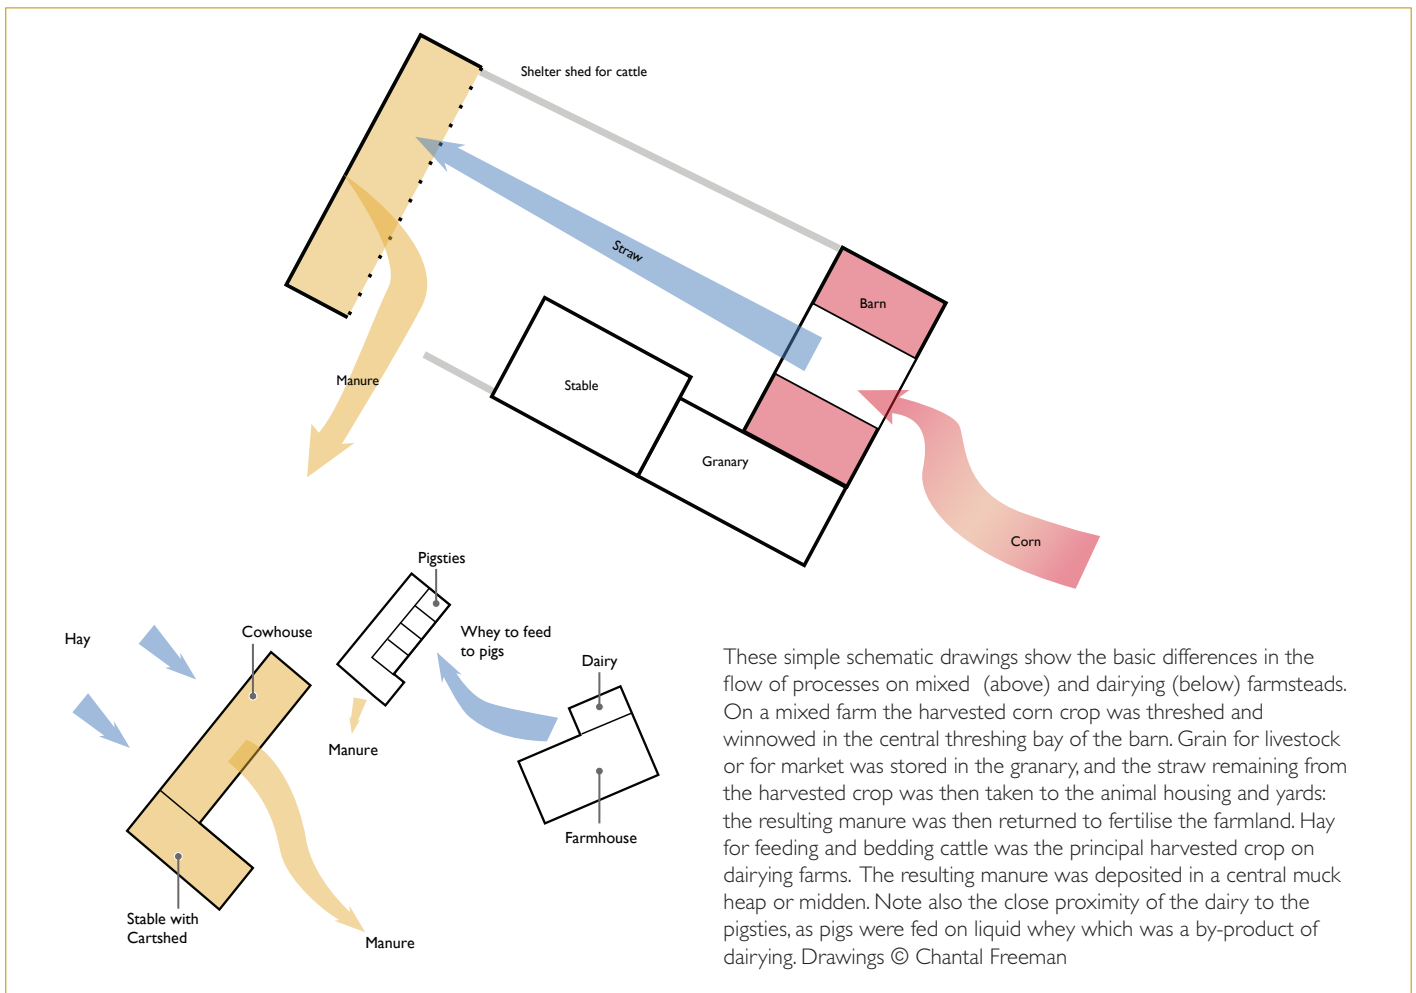 Shelter shed for cattle
Straw
Barn
Manure
Stable
Granary
Corn
Pigsties
Hay
Cowhouse
Whey to feed
to pigs
Dairy
Manure
Farmhouse
Stable with
Cartshed
Manure
These simple schematic drawings show the basic differences in the
flow of processes on mixed (above) and dairying (below) farmsteads.
On a mixed farm the harvested corn crop was threshed and
winnowed in the central threshing bay of the barn. Grain for livestock
or for market was stored in the granary, and the straw remaining from
the harvested crop was then taken to the animal housing and yards:
the resulting manure was then returned to fertilise the farmland. Hay
for feeding and bedding cattle was the principal harvested crop on
dairying farms. The resulting manure was deposited in a central muck
heap or midden. Note also the close proximity of the dairy to the
pigsties, as pigs were fed on liquid whey which was a by-product of
dairying. Drawings © Chantal Freeman